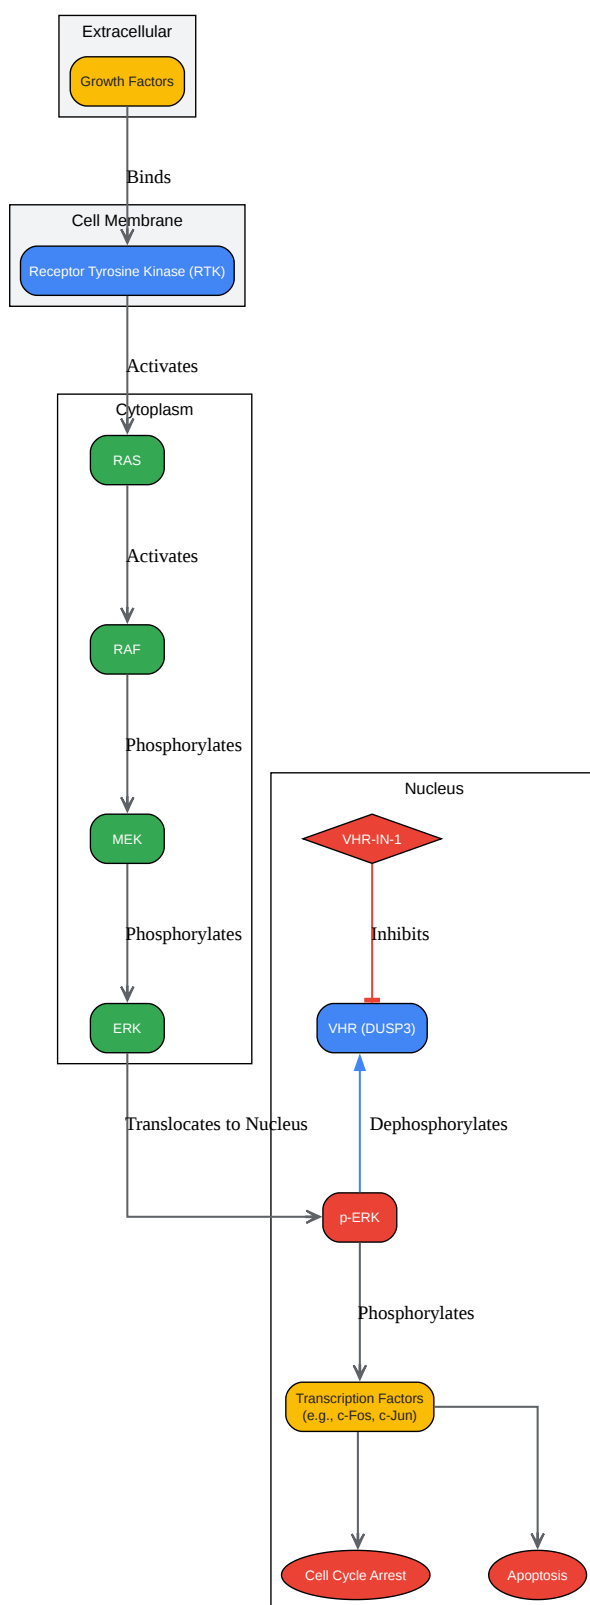 Extracellular
Growth Factors
Binds
Cell Membrane
Receptor Tyrosine Kinase (RTK)
Activates
Cytoplasm
RAS
Activates
RAF
Phosphorylates
MEK
Phosphorylates
ERK
Translocates to Nucleus
Nucleus
VHR-IN-1
Inhibits
VHR (DUSP3)
Dephosphorylates
p-ERK
Phosphorylates
Transcription Factors
(e.g., c-Fos, c-Jun)
Cell Cycle Arrest
Apoptosis